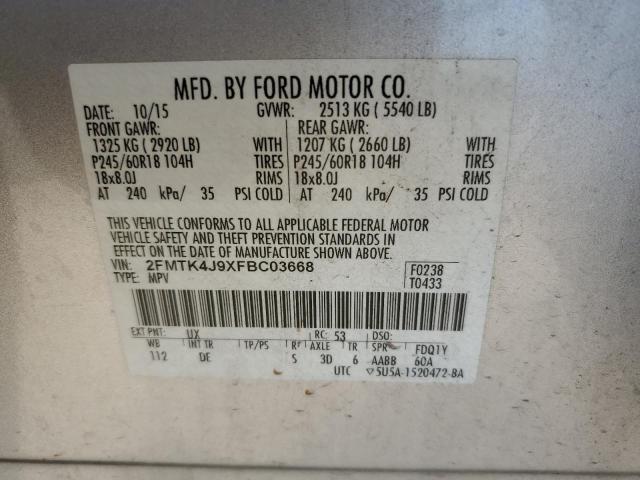 MFD. BY FORD MOTOR CO.
DATE: 10/15 GVWR: 2513 KG ( 5540 LB)
FRONT GAWR: REAR GAWR:
1325 KG ( 2920 LB) WITH 1207 KG ( 2660 LB) WITH
P245/60R18 104H TIRES P245/60R18 104H TIRES
18x8.0J RIMS 18x8.0J RIMS
AT 240 kPa/ 35 PSI COLD AT 240 kPa/ 35 PSI COLD
THIS VEHICLE CONFORMS TO ALL APPLICABLE FEDERAL MOTOR
VEHICLE SAFETY AND THEFT PREVENTION STANDARDS IN
EFFECT ON THE DATE OF MANUFACTURE SHOWN ABOVE.
VIN: 2FMTK4J9XFBC03668 F0238
TYPE: MPV T0433
EXT PNT: UX RC: 53 DSO:
WB INT TR TP/PS R AXLE TR SPR FDQ1Y
112 DE S 3D 6 AABB 60A
UTC ▽5U5A-1520472-BA